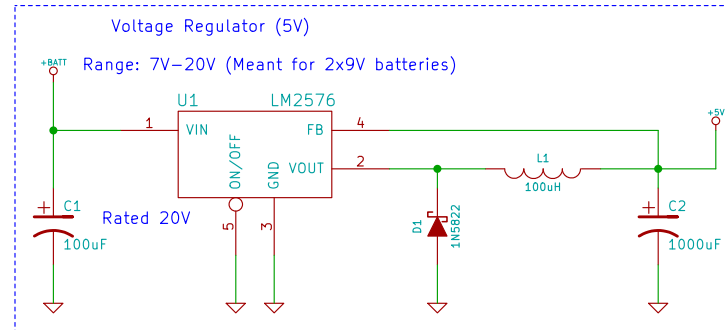 Voltage Regulator (5V)
+BATT
Range: 7V-20V (Meant for 2x9V batteries)
U1
LM2576
+5V
1
VIN
FB
4
ON/OFF
GND
VOUT
2
L1
100uH
C1
100uF
Rated 20V
5
3
D1
1N5822
C2
1000uF